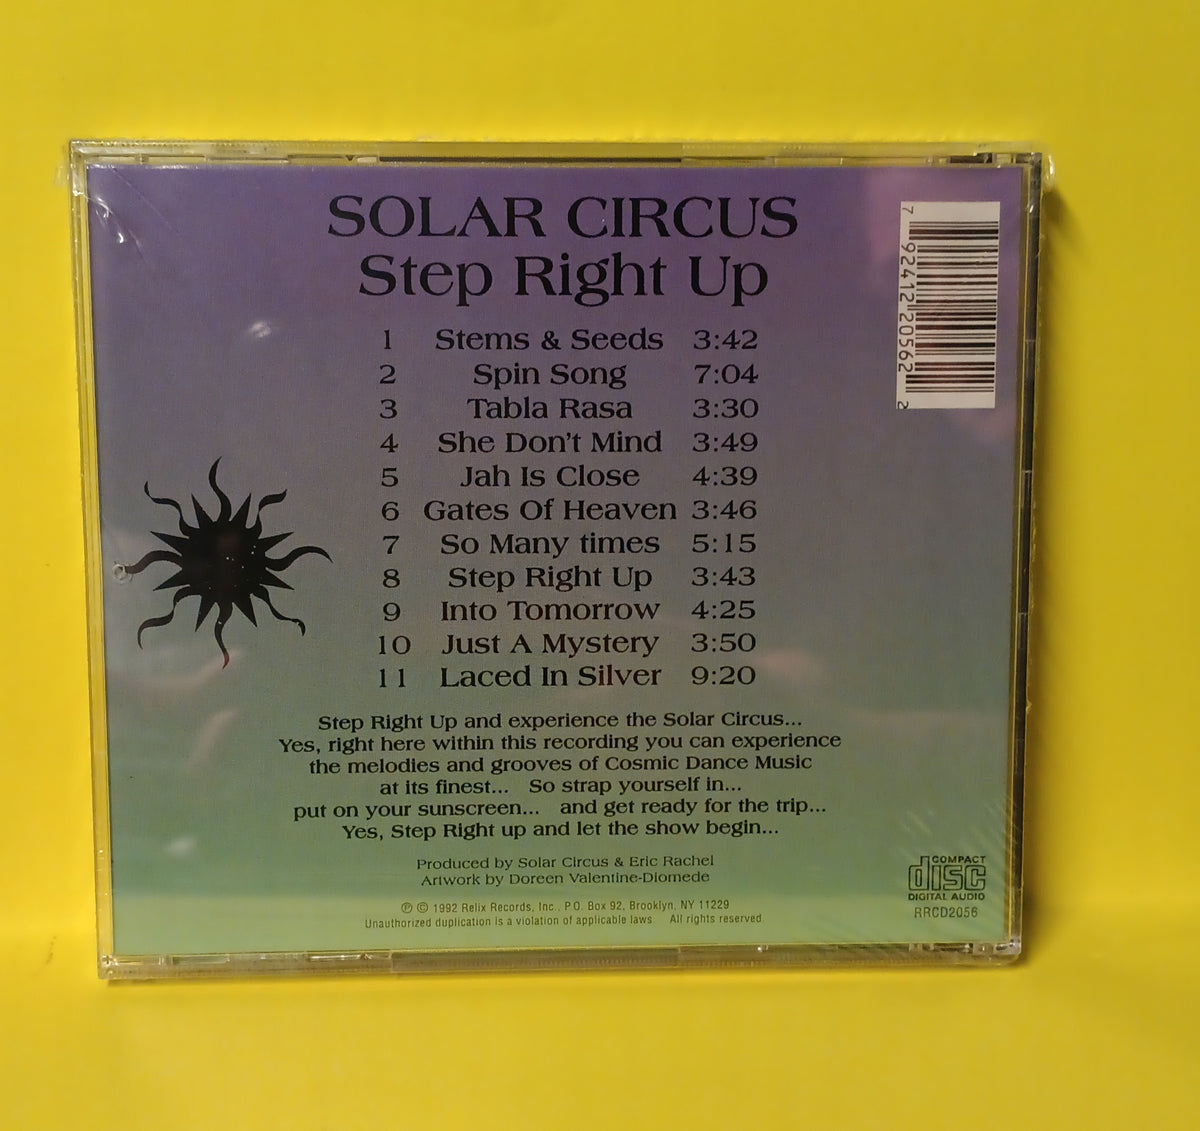 SOLAR CIRCUS
Step Right Up
1 Stems & Seeds 3:42
2 Spin Song 7:04
3 Tabla Rasa 3:30
4 She Don't Mind 3:49
5 Jah Is Close 4:39
6 Gates Of Heaven 3:46
7 So Many times 5:15
8 Step Right Up 3:43
9 Into Tomorrow 4:25
10 Just A Mystery 3:50
11 Laced In Silver 9:20
Step Right Up and experience the Solar Circus...
Yes, right here within this recording you can experience
the melodies and grooves of Cosmic Dance Music
at its finest... So strap yourself in...
put on your sunscreen... and get ready for the trip...
Yes, Step Right up and let the show begin...
Produced by Solar Circus & Eric Rachel
Artwork by Doreen Valentine-Diomede
℗ © 1992 Relix Records, Inc., P.O. Box 92, Brooklyn, NY 11229
Unauthorized duplication is a violation of applicable laws All rights reserved
7 92412 20562 2
COMPACT
disc
DIGITAL AUDIO
RRCD2056